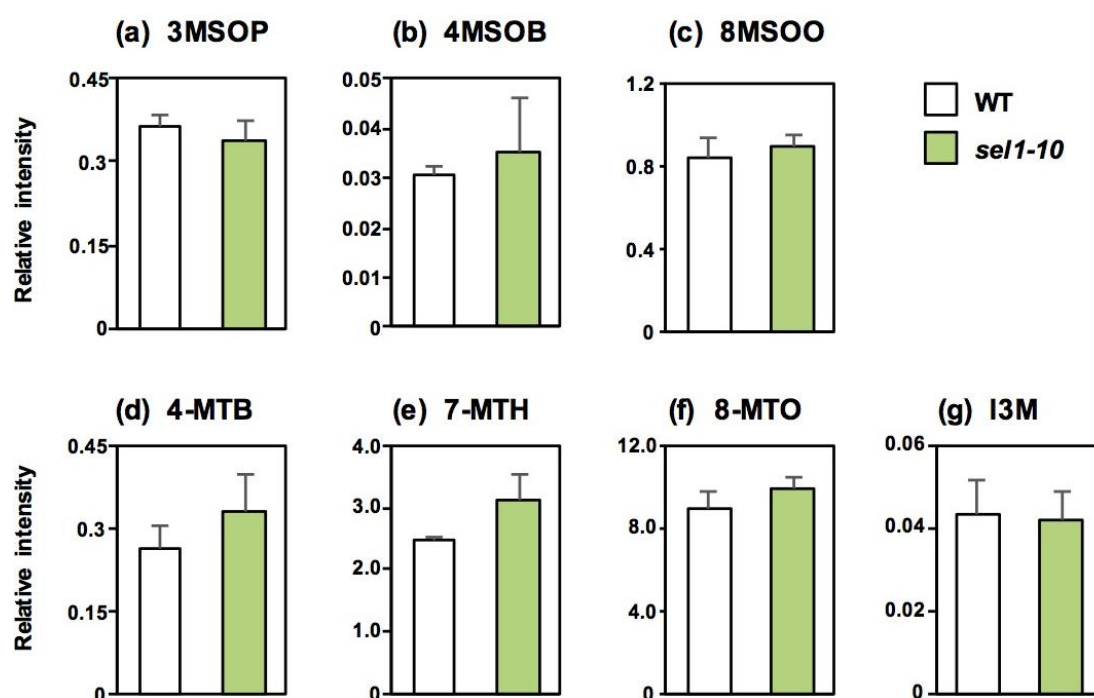 (a) 3MSOP
(b) 4MSOB
(c) 8MSOO
Relative intensity
0.45
0.3
0.15
0
0.05
0.04
0.03
0.02
0.01
0
1.2
0.8
0.4
0
WT
sel1-10
(d) 4-MTB
(e) 7-MTH
(f) 8-MTO
(g) I3M
Relative intensity
0.45
0.3
0.15
0
4.0
3.0
2.0
1.0
0
12.0
8.0
4.0
0
0.06
0.04
0.02
0